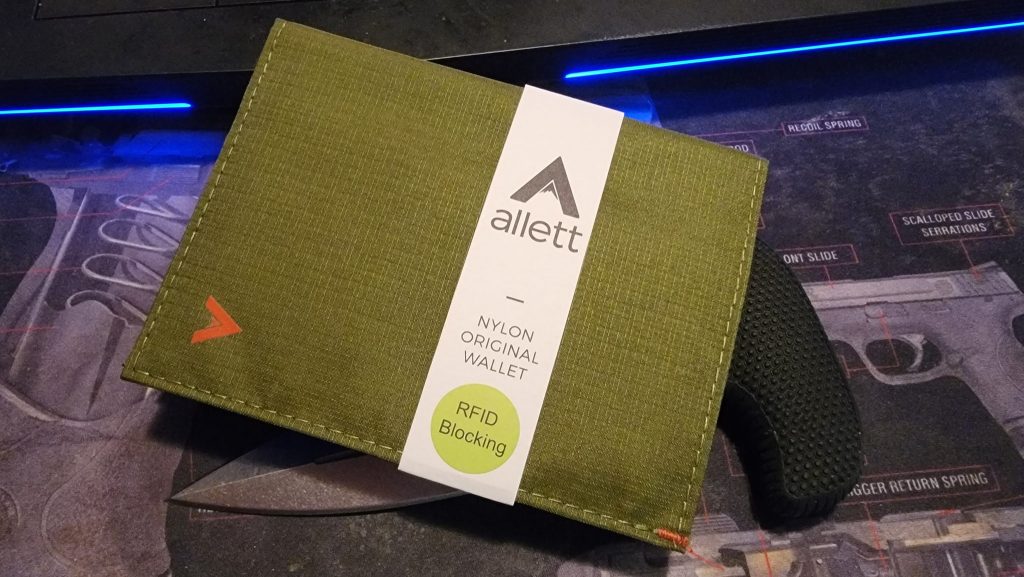 allett
NYLON
ORIGINAL
WALLET
RFID
Blocking
RECOIL SPRING
SCALLOPED SLIDE
SERRATIONS
ONT SLIDE
GGER RETURN SPRING